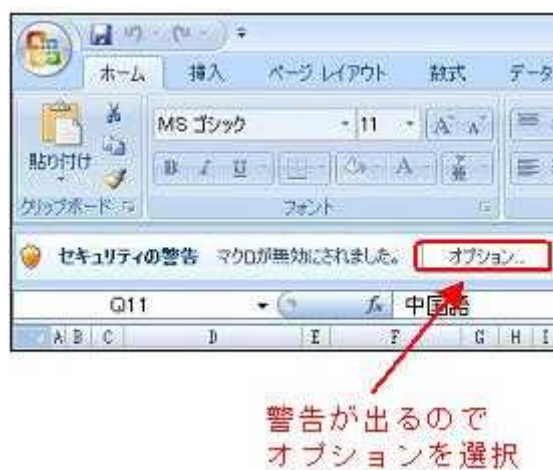 ホーム 挿入 ページ レイアウト 数式 データ
MS ゴシック 11 A A
貼り付け B I U A 亜
クリップボード フォント
セキュリティの警告 マクロが無効にされました。 オプション...
Q11 fx 中国語
A B C D E F G H I
警告が出るので
オプションを選択